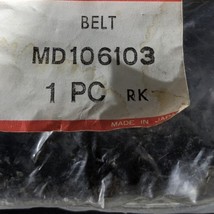 BELT
MD106103
1 PC RK
MADE IN JAPAN